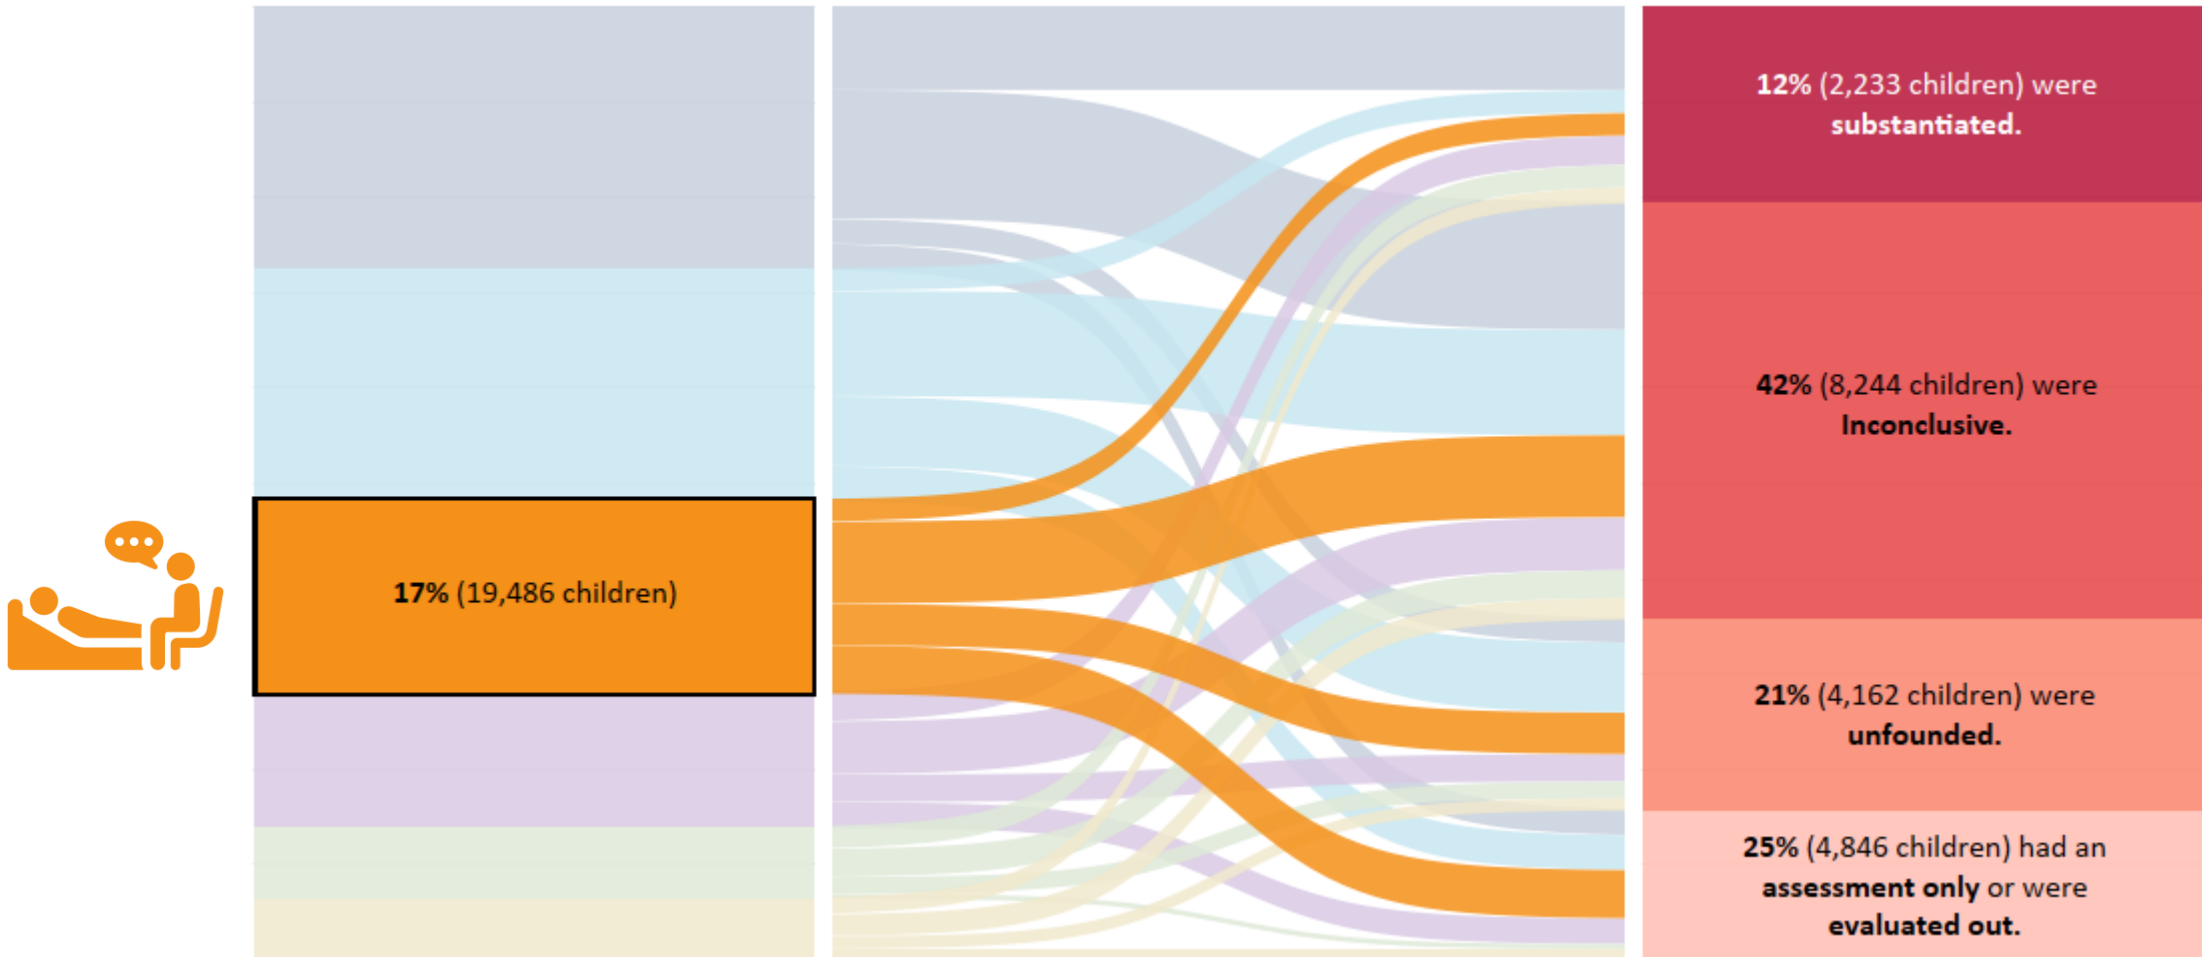 12% (2,233 children) were
substantiated.
42% (8,244 children) were
Inconclusive.
17% (19,486 children)
21% (4,162 children) were
unfounded.
25% (4,846 children) had an
assessment only or were
evaluated out.